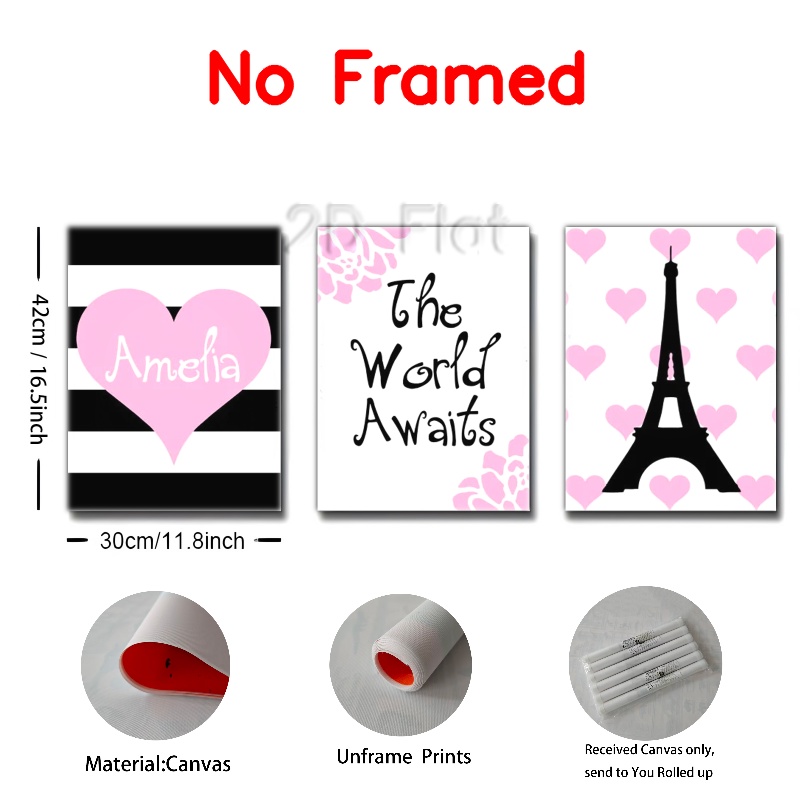 No Framed
2D Flat
42cm / 16.5inch
Amelia
The
World
Awaits
30cm/11.8inch
Material:Canvas
Unframe Prints
Received Canvas only,
send to You Rolled up